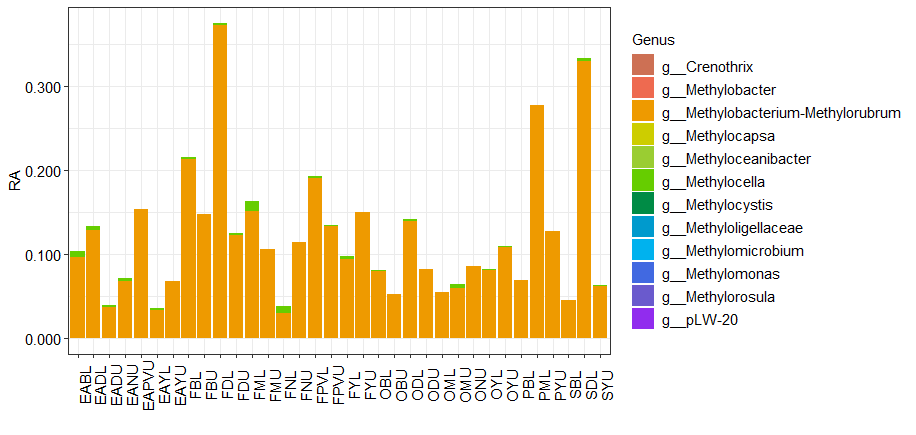 Genus
g__Crenothrix
g__Methylobacter
g__Methylobacterium-Methylorubrum
g__Methylocapsa
g__Methyloceanibacter
g__Methylocella
g__Methylocystis
g__Methyloligellaceae
g__Methylomicrobium
g__Methylomonas
g__Methylorosula
g__pLW-20
RA
0.300
0.200
0.100
0.000
EABL
EADL
EADU
EANU
EAPVU
EAYL
EAYU
FBL
FBU
FDL
FDU
FML
FMU
FNL
FNU
FPVL
FPVU
FYL
FYU
OBL
OBU
ODL
ODU
OML
OMU
ONU
OYL
OYU
PBL
PML
PYU
SBL
SDL
SYU